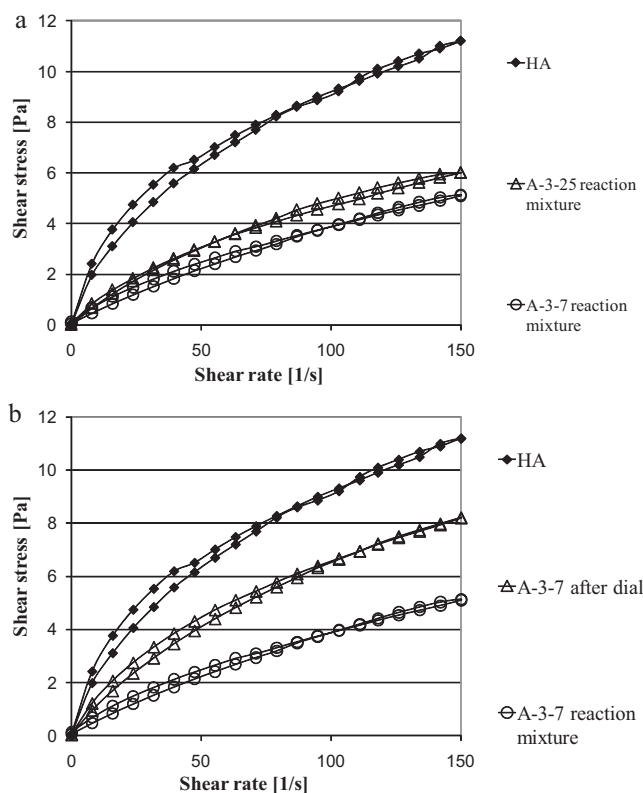 a
12
10
8
6
4
2
0
Shear stress [Pa]
0 50 100 150
Shear rate [1/s]
HA
A-3-25 reaction
mixture
A-3-7 reaction
mixture
b
12
10
8
6
4
2
0
Shear stress [Pa]
0 50 100 150
Shear rate [1/s]
HA
A-3-7 after dial
A-3-7 reaction
mixture